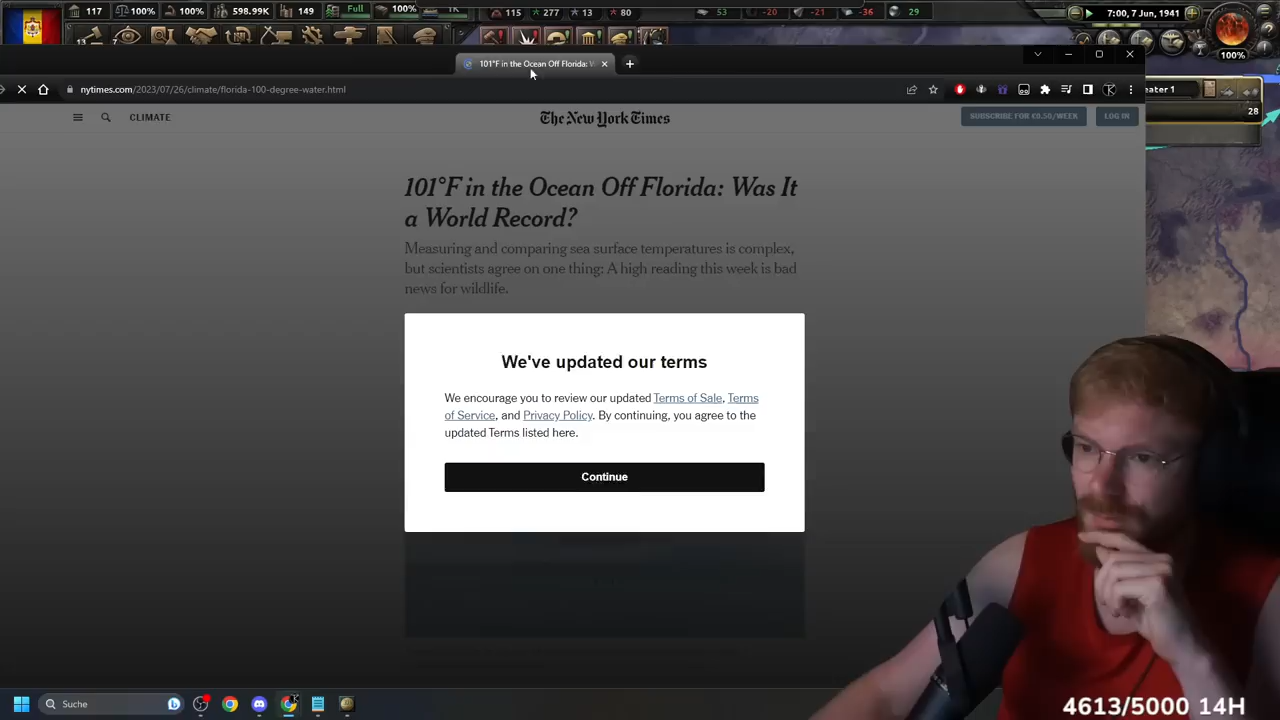 117 100% 598.99K 149 Full 100% 1K 115 277 13 80 53 -20 -21 -36 29 7:00, 7 Jun, 1941
100%
101°F in the Ocean Off Florida: W
nytimes.com/2023/07/26/climate/florida-100-degree-water.html
eater 1
28
CLIMATE
The New York Times
SUBSCRIBE FOR €0.50/WEEK
LOG IN
101°F in the Ocean Off Florida: Was It
a World Record?
Measuring and comparing sea surface temperatures is complex,
but scientists agree on one thing: A high reading this week is bad
news for wildlife.
We've updated our terms
We encourage you to review our updated Terms of Sale, Terms
of Service, and Privacy Policy. By continuing, you agree to the
updated Terms listed here.
Continue
Suche
4613/5000 14H